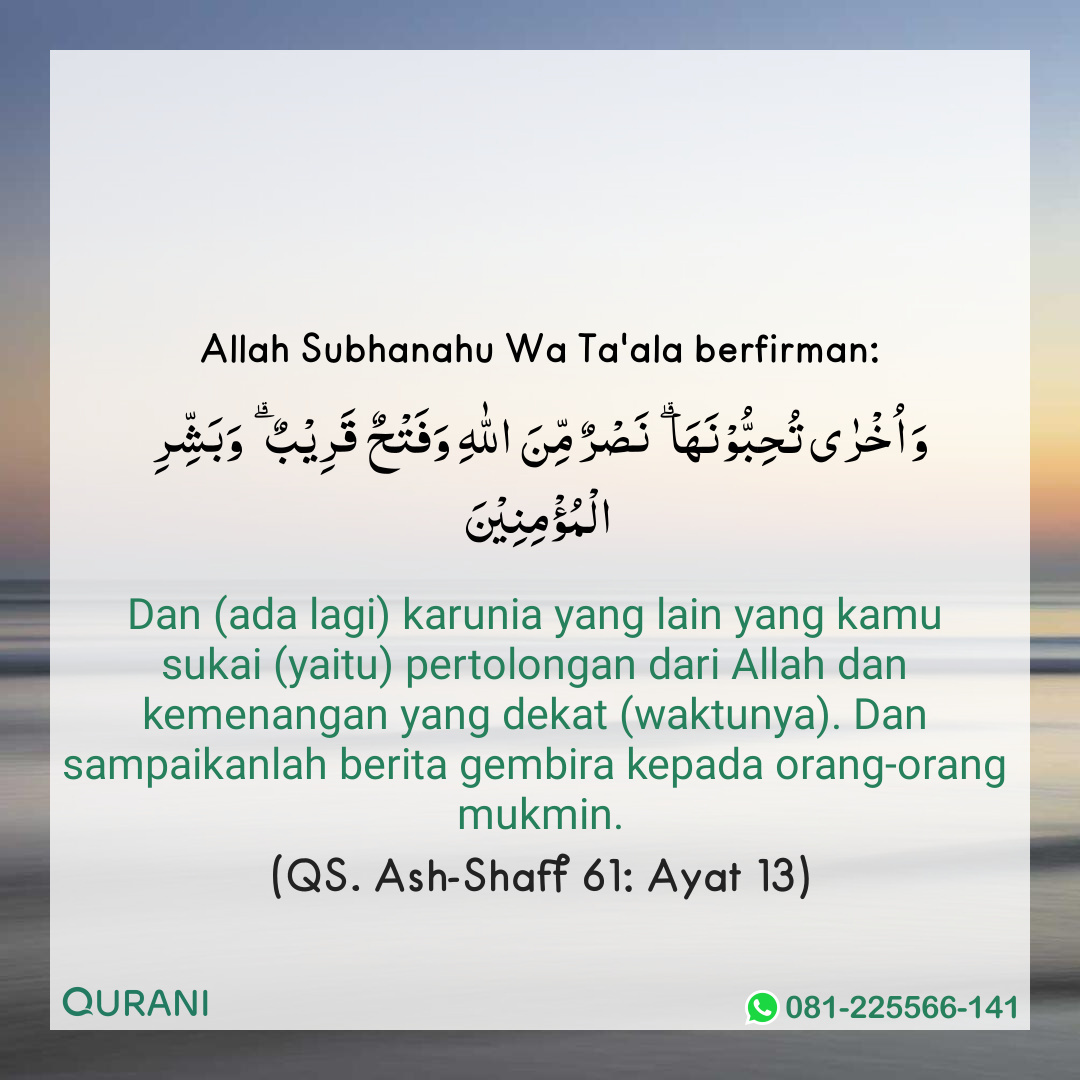 Allah Subhanahu Wa Ta'ala berfirman:
وَاُخْرٰى تُحِبُّوْنَهَاۗ نَصْرٌ مِّنَ اللّٰهِ وَفَتْحٌ قَرِيْبٌۗ وَبَشِّرِ
الْمُؤْمِنِيْنَ
Dan (ada lagi) karunia yang lain yang kamu
sukai (yaitu) pertolongan dari Allah dan
kemenangan yang dekat (waktunya). Dan
sampaikanlah berita gembira kepada orang-orang
mukmin.
(QS. Ash-Shaff 61: Ayat 13)
QURANI
081-225566-141